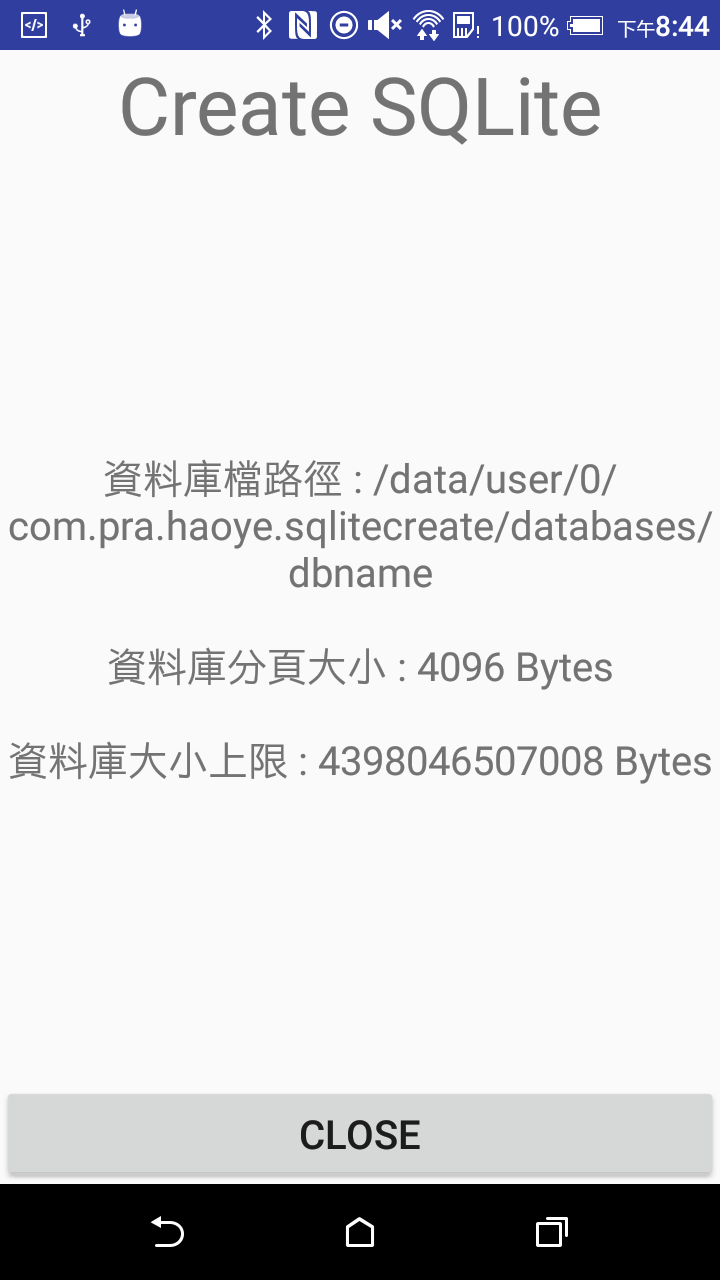 100% 下午8:44
Create SQLite
資料庫檔路徑 : /data/user/0/
com.pra.haoye.sqlitecreate/databases/
dbname
資料庫分頁大小 : 4096 Bytes
資料庫大小上限 : 4398046507008 Bytes
CLOSE